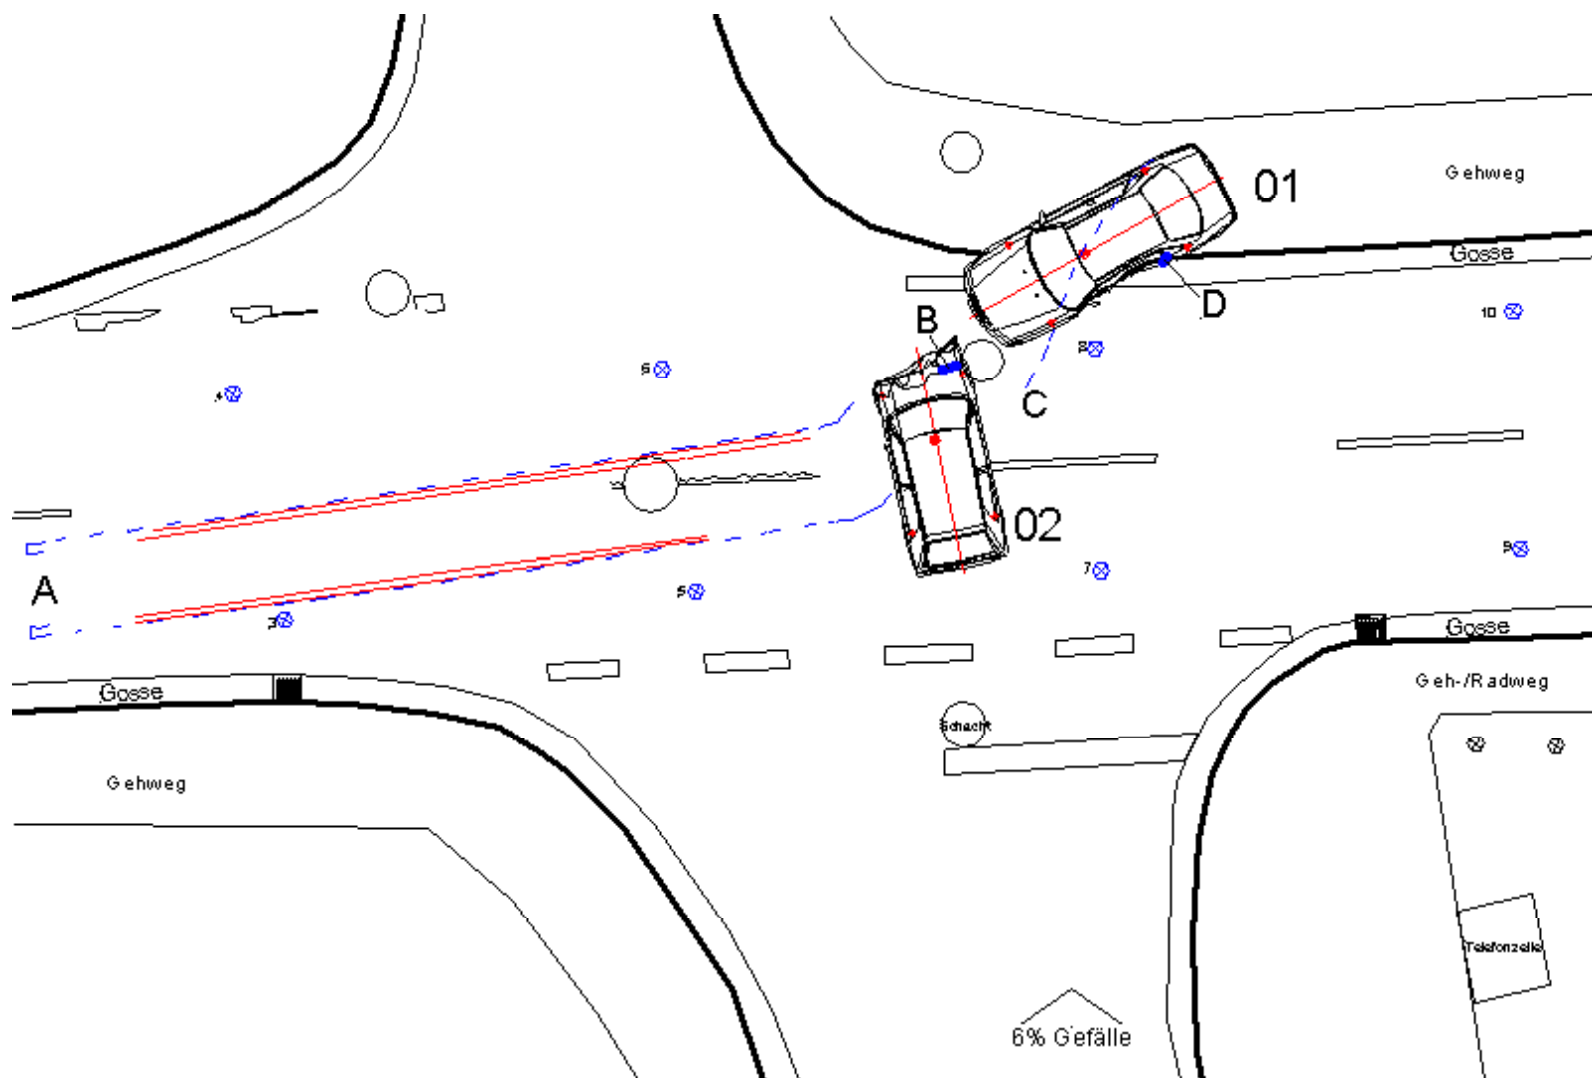 Gehweg
01
Gosse
D
B
10
8
6
4
C
02
A
9
7
5
3
Gosse
Gosse
Geh-/Radweg
Schacht
Gehweg
Telefonzelle
6% Gefälle